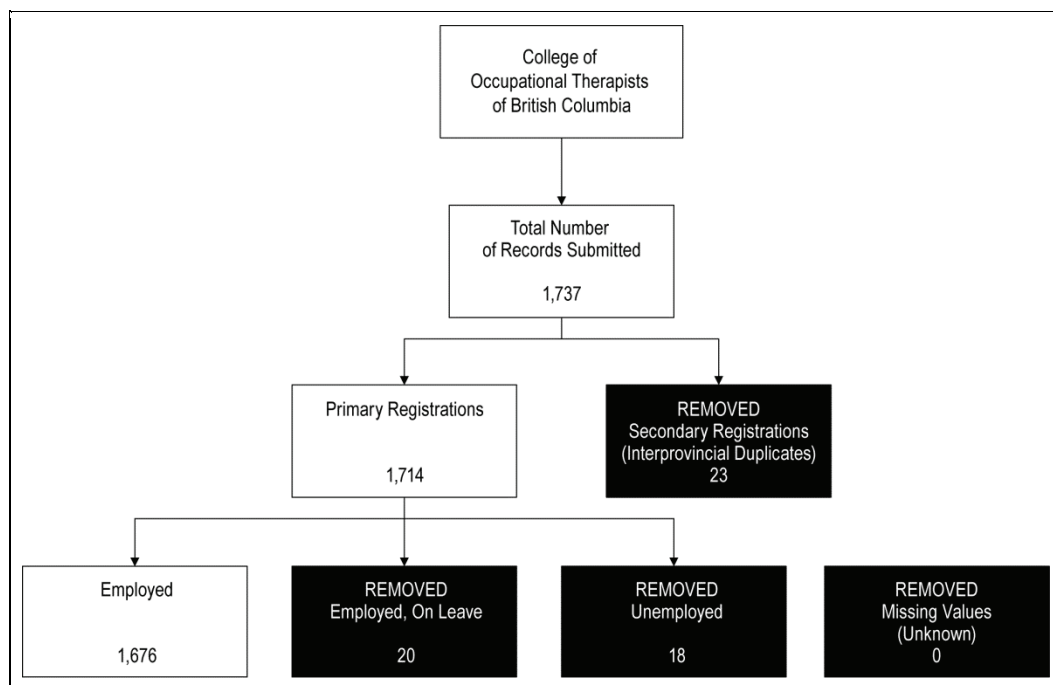 College of
Occupational Therapists
of British Columbia
Total Number
of Records Submitted
1,737
Primary Registrations
1,714
REMOVED
Secondary Registrations
(Interprovincial Duplicates)
23
Employed
1,676
REMOVED
Employed, On Leave
20
REMOVED
Unemployed
18
REMOVED
Missing Values
(Unknown)
0